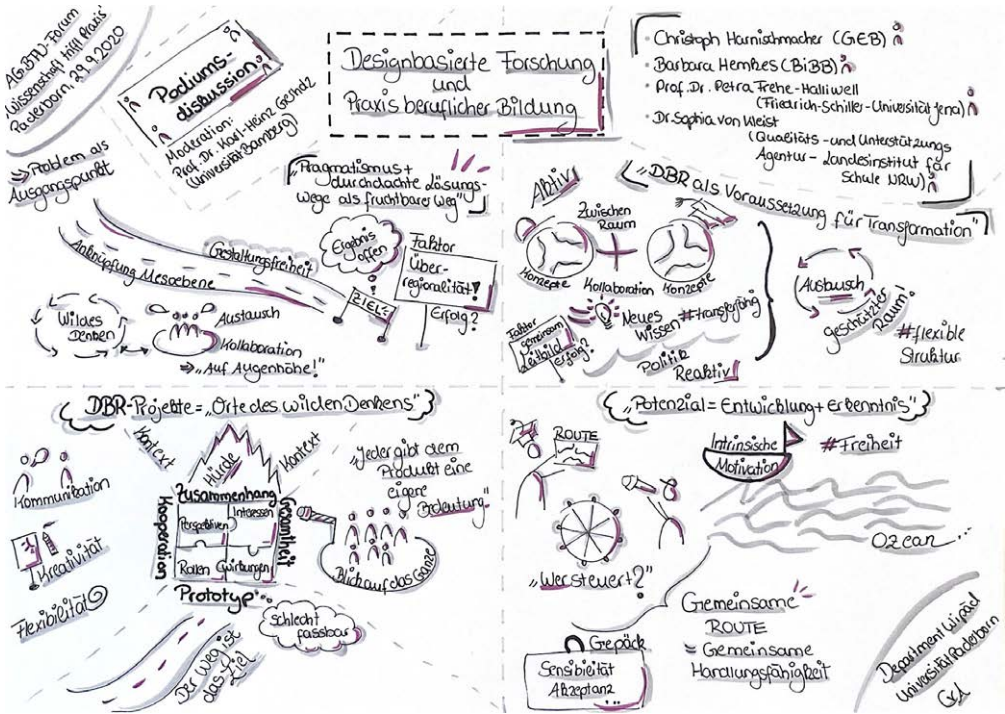 AG BFN-Forum
"Wissenschaft trifft Praxis"
Paderborn, 29.9.2020
Podiums-
diskussion
Moderation:
Prof. Dr. Karl-Heinz Gerholz
(Universität Bamberg)
Designbasierte Forschung
und
Praxis beruflicher Bildung
• Christoph Harnischmacher (GEB)
• Barbara Hemkes (BiBB)
• Prof. Dr. Petra Frehe-Halliwell
(Friedrich-Schiller-Universität Jena)
• Dr. Sophia von Kleist
(Qualitäts- und Unterstützungs
Agentur - Landesinstitut für
Schule NRW)
⇒ Problem als
Ausgangspunkt
"Pragmatismus +
durchdachte Lösungs-
wege als fruchtbarer Weg"
Gestaltungsfreiheit
Anknüpfung Mesoebene
Ergebnis
offen
ZIEL
Faktor
Über-
regionalität!
Erfolg?
Wildes
Denken
Austausch
Kollaboration
⇒ "Auf Augenhöhe!"
"DBR als Voraussetzung für Transformation"
Aktiv!
Zwischen
Raum
Konzepte
Kollaboration
Konzepte
Neues
Wissen
#transferfähig
Faktor
gemeinsam
Leitbild
Erfolg?
Politik
Reaktiv!
Austausch
geschützter
Raum!
#flexible
Struktur
DBR-Projekte = "Orte des wilden Denkens"
Kontext
Hürde
Kontext
Kommunikation
Kreativität
Flexibilität
Zusammenhang
Kooperation
Gesamtheit
Perspektiven
Interessen
Rollen
Wirkungen
Prototyp
"Jeder gibt dem
Produkt eine
eigene
Bedeutung"
Blick auf das Ganze
schlecht
fassbar
Der Weg ist
das Ziel
"Potenzial = Entwicklung + Erkenntnis"
ROUTE
Intrinsische
Motivation
#Freiheit
Ozean...
"Wer steuert?"
Gepäck
Sensibilität
Akzeptanz
...
Gemeinsame
ROUTE
= Gemeinsame
Handlungsfähigkeit
Department Wipäd
Universität Paderborn